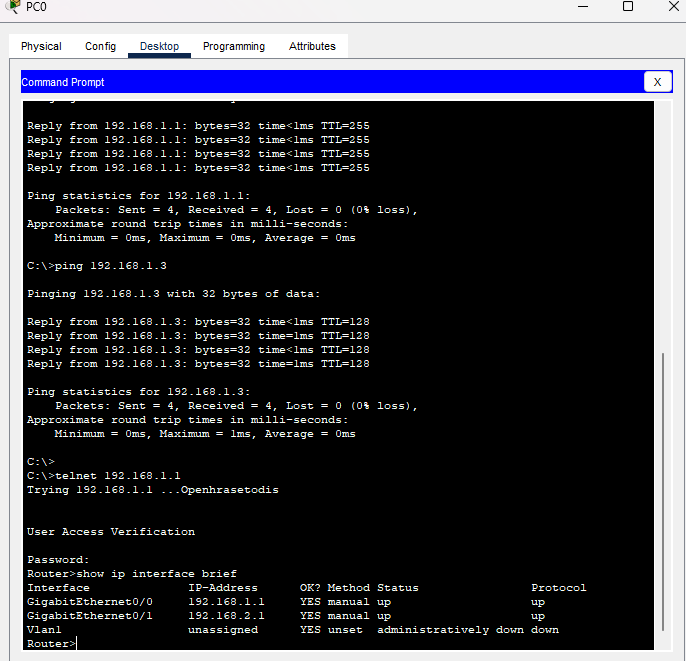 PC0
Physical Config Desktop Programming Attributes
Command Prompt X
Reply from 192.168.1.1: bytes=32 time<1ms TTL=255
Reply from 192.168.1.1: bytes=32 time<1ms TTL=255
Reply from 192.168.1.1: bytes=32 time<1ms TTL=255
Reply from 192.168.1.1: bytes=32 time<1ms TTL=255
Ping statistics for 192.168.1.1:
Packets: Sent = 4, Received = 4, Lost = 0 (0% loss),
Approximate round trip times in milli-seconds:
Minimum = 0ms, Maximum = 0ms, Average = 0ms
C:\>ping 192.168.1.3
Pinging 192.168.1.3 with 32 bytes of data:
Reply from 192.168.1.3: bytes=32 time<1ms TTL=128
Reply from 192.168.1.3: bytes=32 time=1ms TTL=128
Reply from 192.168.1.3: bytes=32 time<1ms TTL=128
Reply from 192.168.1.3: bytes=32 time=1ms TTL=128
Ping statistics for 192.168.1.3:
Packets: Sent = 4, Received = 4, Lost = 0 (0% loss),
Approximate round trip times in milli-seconds:
Minimum = 0ms, Maximum = 1ms, Average = 0ms
C:\>
C:\>telnet 192.168.1.1
Trying 192.168.1.1 ...Openhrasetodis
User Access Verification
Password:
Router>show ip interface brief
Interface IP-Address OK? Method Status Protocol
GigabitEthernet0/0 192.168.1.1 YES manual up up
GigabitEthernet0/1 192.168.2.1 YES manual up up
Vlan1 unassigned YES unset administratively down down
Router>